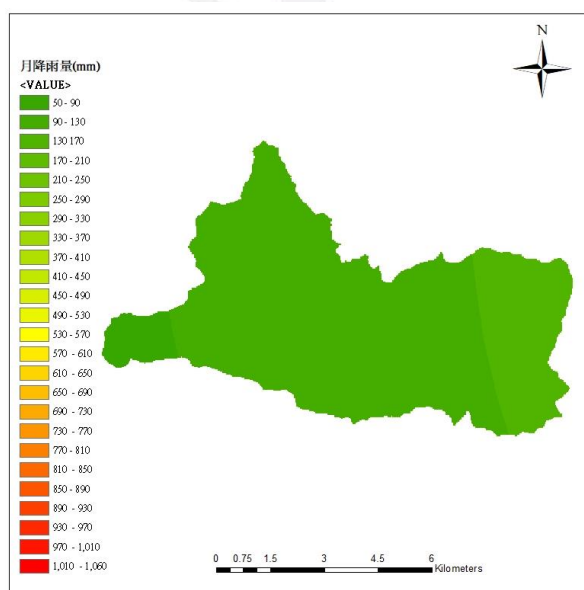 N
月降雨量(mm)
<VALUE>
50 - 90
90 - 130
130 170
170 - 210
210 - 250
250 - 290
290 - 330
330 - 370
370 - 410
410 - 450
450 - 490
490 - 530
530 - 570
570 - 610
610 - 650
650 - 690
690 - 730
730 - 770
770 - 810
810 - 850
850 - 890
890 - 930
930 - 970
970 - 1,010
1,010 - 1,060
0 0.75 1.5 3 4.5 6
Kilometers